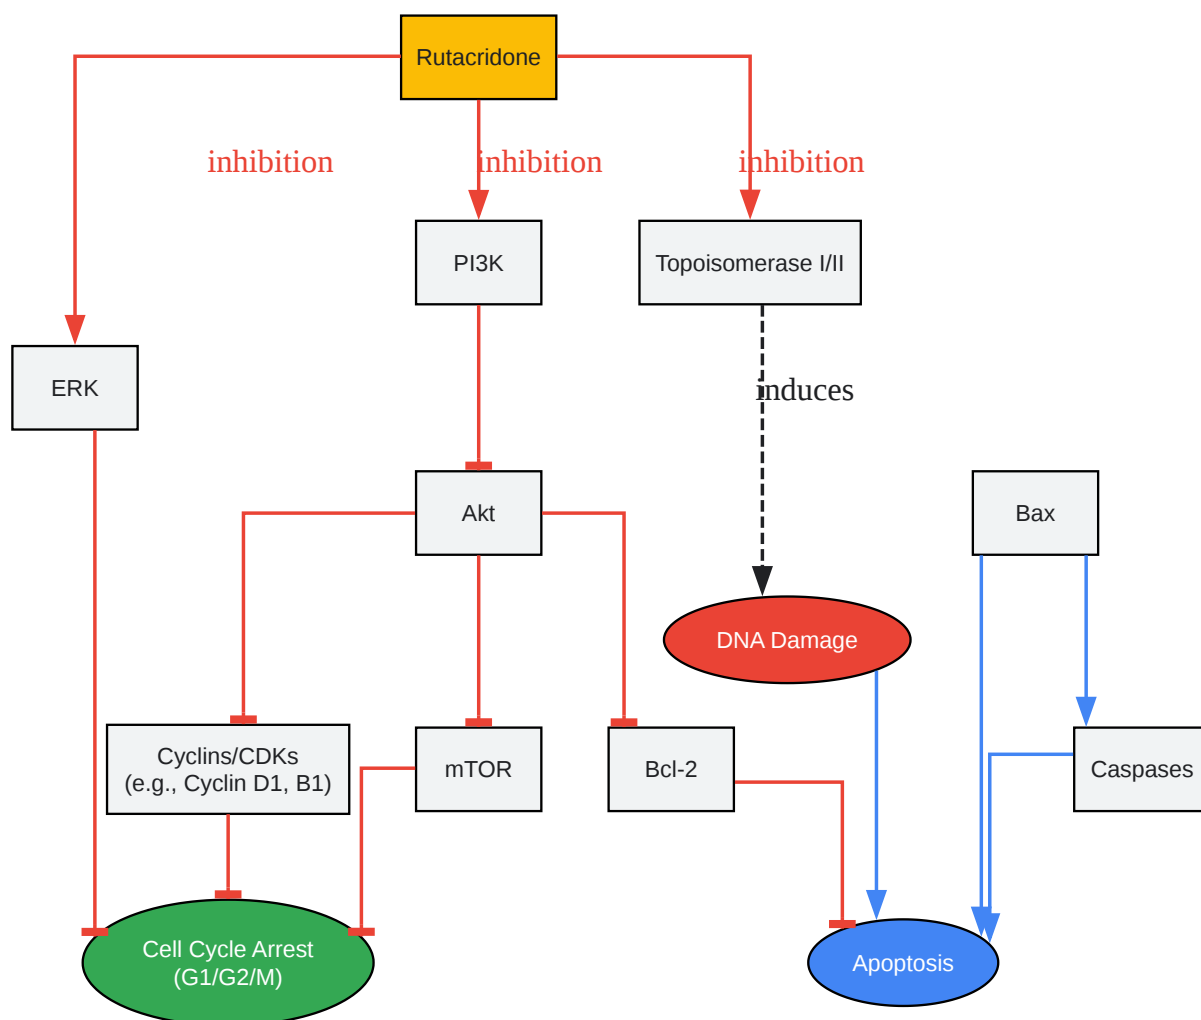 Rutacridone
inhibition
inhibition
inhibition
PI3K
Topoisomerase I/II
ERK
induces
Akt
Bax
DNA Damage
Cyclins/CDKs
(e.g., Cyclin D1, B1)
mTOR
Bcl-2
Caspases
Cell Cycle Arrest
(G1/G2/M)
Apoptosis